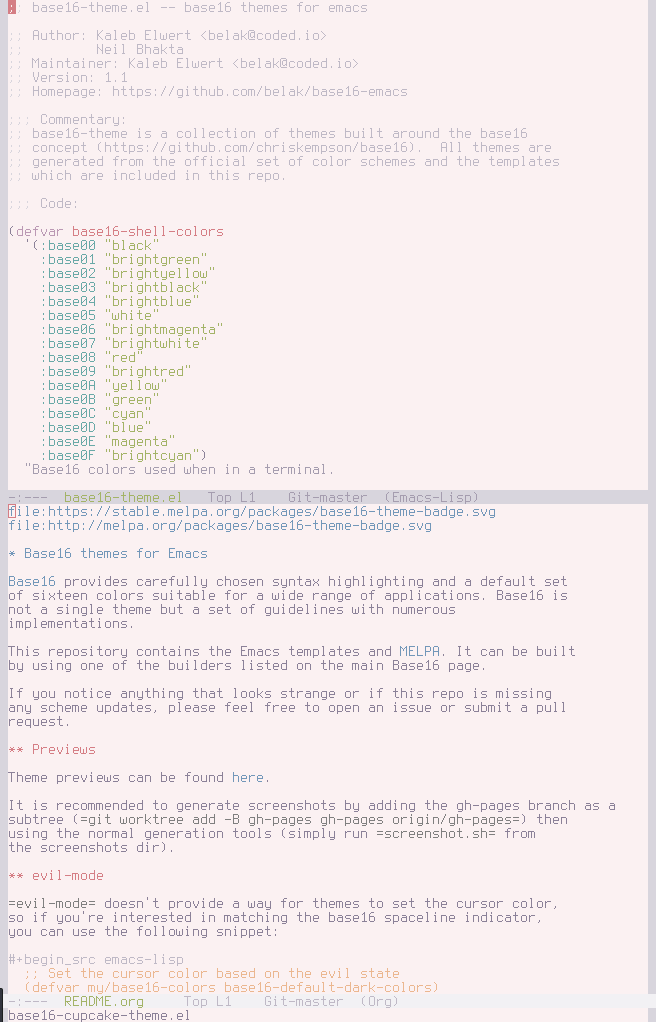 ;; base16-theme.el -- base16 themes for emacs
;; Author: Kaleb Elwert <belak@coded.io>
;;         Neil Bhakta
;; Maintainer: Kaleb Elwert <belak@coded.io>
;; Version: 1.1
;; Homepage: https://github.com/belak/base16-emacs
;;; Commentary:
;; base16-theme is a collection of themes built around the base16
;; concept (https://github.com/chriskempson/base16).  All themes are
;; generated from the official set of color schemes and the templates
;; which are included in this repo.
;;; Code:
(defvar base16-shell-colors
  '(:base00 "black"
    :base01 "brightgreen"
    :base02 "brightyellow"
    :base03 "brightblack"
    :base04 "brightblue"
    :base05 "white"
    :base06 "brightmagenta"
    :base07 "brightwhite"
    :base08 "red"
    :base09 "brightred"
    :base0A "yellow"
    :base0B "green"
    :base0C "cyan"
    :base0D "blue"
    :base0E "magenta"
    :base0F "brightcyan")
  "Base16 colors used when in a terminal.
-:---  base16-theme.el   Top L1    Git-master  (Emacs-Lisp)
file:https://stable.melpa.org/packages/base16-theme-badge.svg
file:http://melpa.org/packages/base16-theme-badge.svg
* Base16 themes for Emacs
Base16 provides carefully chosen syntax highlighting and a default set
of sixteen colors suitable for a wide range of applications. Base16 is
not a single theme but a set of guidelines with numerous
implementations.
This repository contains the Emacs templates and MELPA. It can be built
by using one of the builders listed on the main Base16 page.
If you notice anything that looks strange or if this repo is missing
any scheme updates, please feel free to open an issue or submit a pull
request.
** Previews
Theme previews can be found here.
It is recommended to generate screenshots by adding the gh-pages branch as a
subtree (=git worktree add -B gh-pages gh-pages origin/gh-pages=) then
using the normal generation tools (simply run =screenshot.sh= from
the screenshots dir).
** evil-mode
=evil-mode= doesn't provide a way for themes to set the cursor color,
so if you're interested in matching the base16 spaceline indicator,
you can use the following snippet:
#+begin_src emacs-lisp
  ;; Set the cursor color based on the evil state
  (defvar my/base16-colors base16-default-dark-colors)
-:---  README.org     Top L1    Git-master  (Org)
base16-cupcake-theme.el